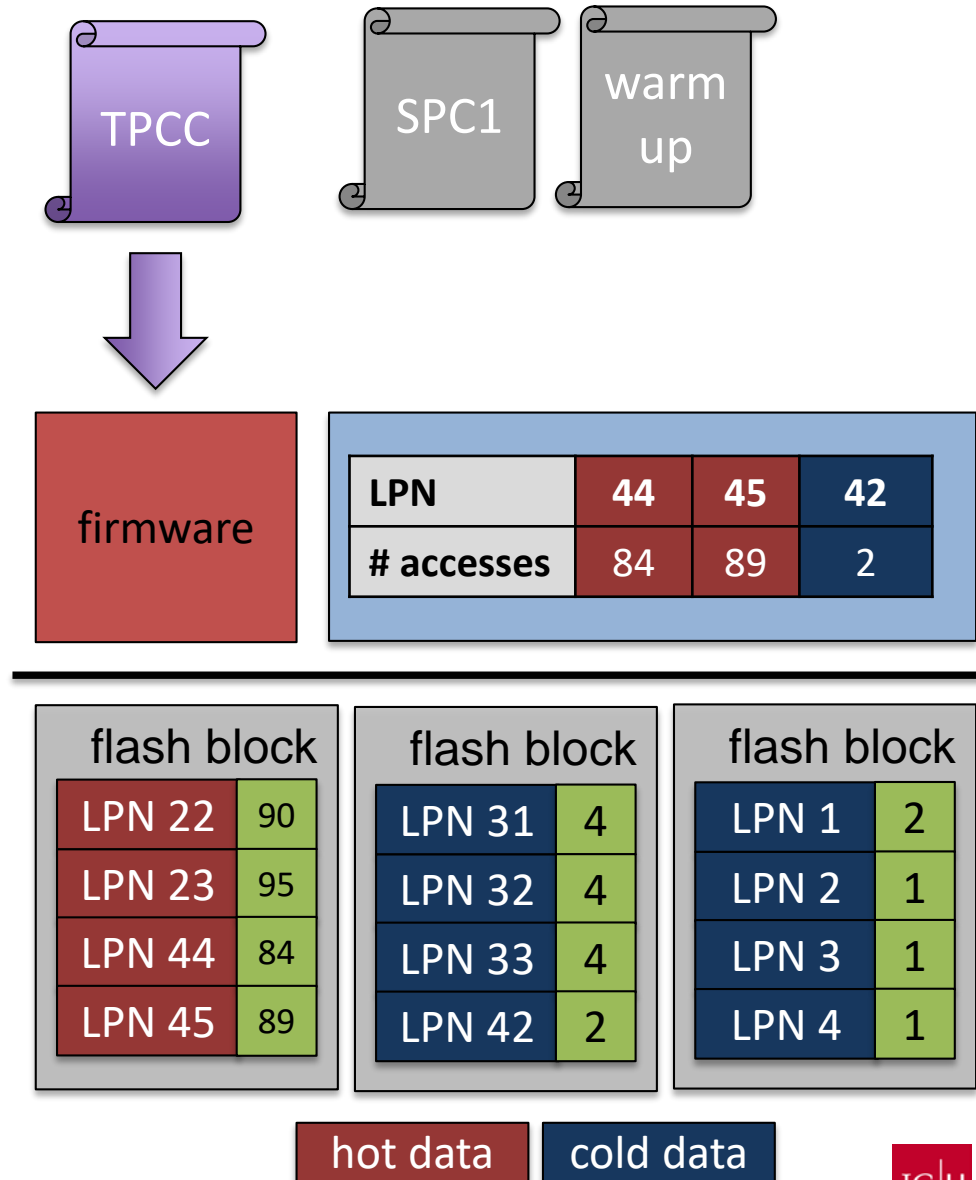 TPCC
SPC1
warm
up
firmware
LPN 44 45 42
# accesses 84 89 2
flash block
LPN 22 90
LPN 23 95
LPN 44 84
LPN 45 89
flash block
LPN 31 4
LPN 32 4
LPN 33 4
LPN 42 2
flash block
LPN 1 2
LPN 2 1
LPN 3 1
LPN 4 1
hot data
cold data